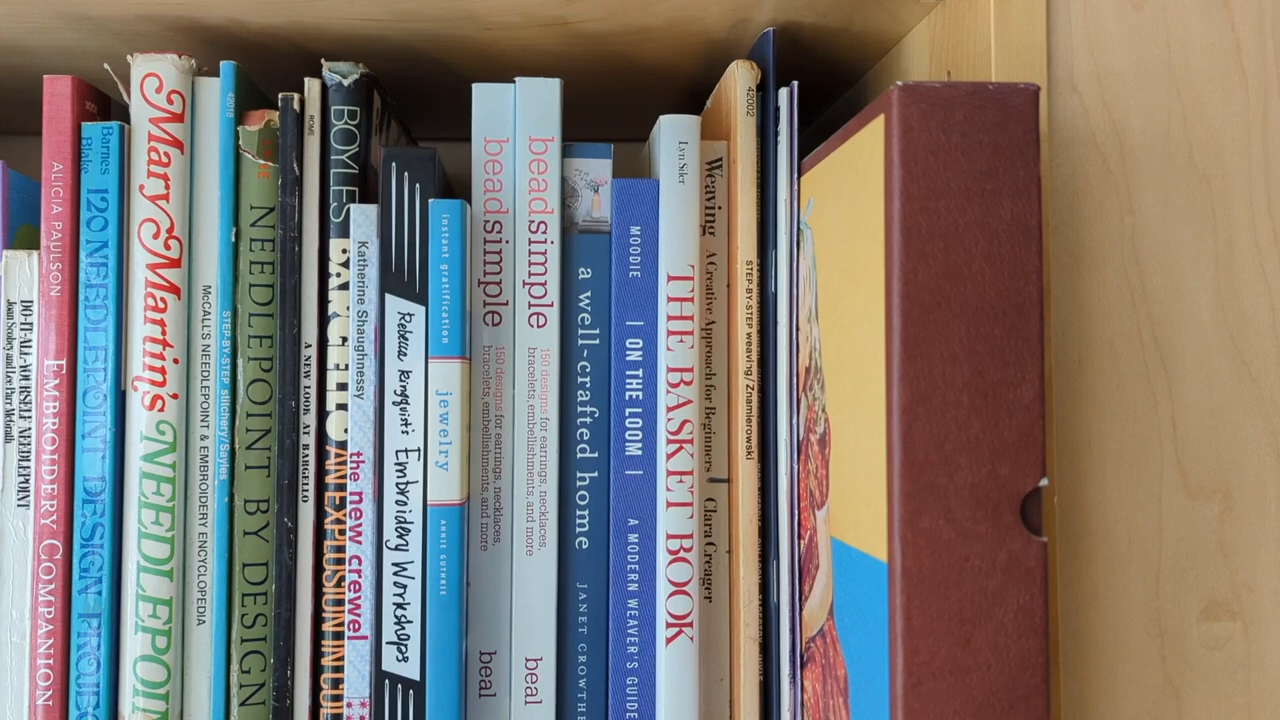 DO-IT-ALL-YOURSELF NEEDLEPOINT
Joan Scobey and Lee Parr McGrath
ALICIA PAULSON EMBROIDERY COMPANION
Barnes
Blake
120 NEEDLEPOINT DESIGN
Mary Martin's NEEDLEPOIN
McCALL'S NEEDLEPOINT & EMBROIDERY ENCYCLOPEDIA
42018
STEP-BY-STEP stitchery/Sayles
NEEDLEPOINT BY DESIGN
ROME
A NEW LOOK AT BARGELLO
BOYLES
BARGELLO AN EXPLOSION IN COL
Katherine Shaughnessy
the new crewel
Rebecca Ringquist's Embroidery Workshops
instant gratification
jewelry
ANNIE GUTHRIE
beadsimple
150 designs for earrings, necklaces,
bracelets, embellishments, and more
beal
beadsimple
150 designs for earrings, necklaces,
bracelets, embellishments, and more
beal
a well-crafted home
JANET CROWTHE
MOODIE
| ON THE LOOM |
A MODERN WEAVER'S GUIDE
Lyn Siler
THE BASKET BOOK
Weaving A Creative Approach for Beginners Clara Creager
42002
STEP-BY-STEP weaving/Znamierowski